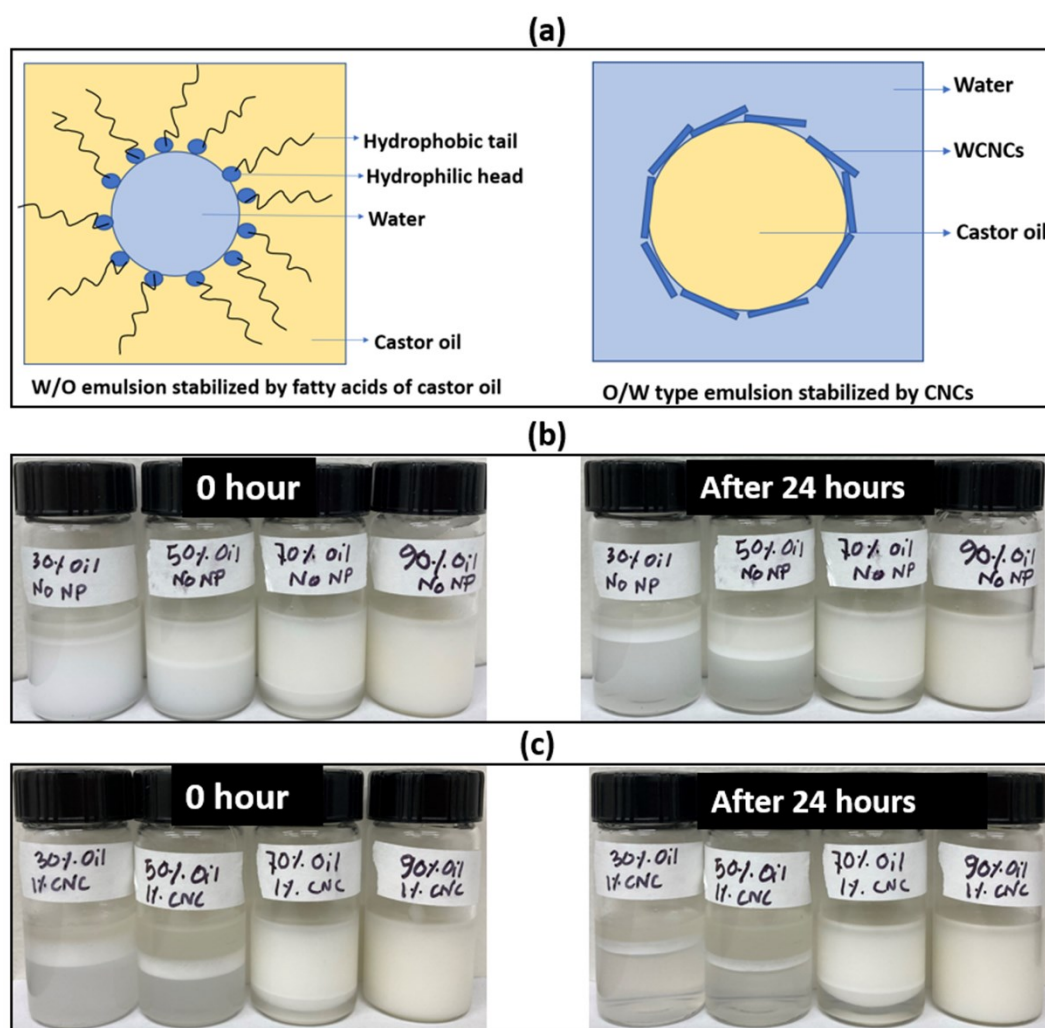 (a)
Hydrophobic tail
Hydrophilic head
Water
Castor oil
W/O emulsion stabilized by fatty acids of castor oil
Water
WCNCs
Castor oil
O/W type emulsion stabilized by CNCs
(b)
0 hour
30% Oil
No NP
50% Oil
No NP
70% Oil
No NP
90% Oil
No NP
After 24 hours
30% Oil
No NP
50% Oil
No NP
70% Oil
No NP
90% Oil
No NP
(c)
0 hour
30% Oil
1% CNC
50% Oil
1% CNC
70% Oil
1% CNC
90% Oil
1% CNC
After 24 hours
30% Oil
1% CNC
50% Oil
1% CNC
70% Oil
1% CNC
90% Oil
1% CNC